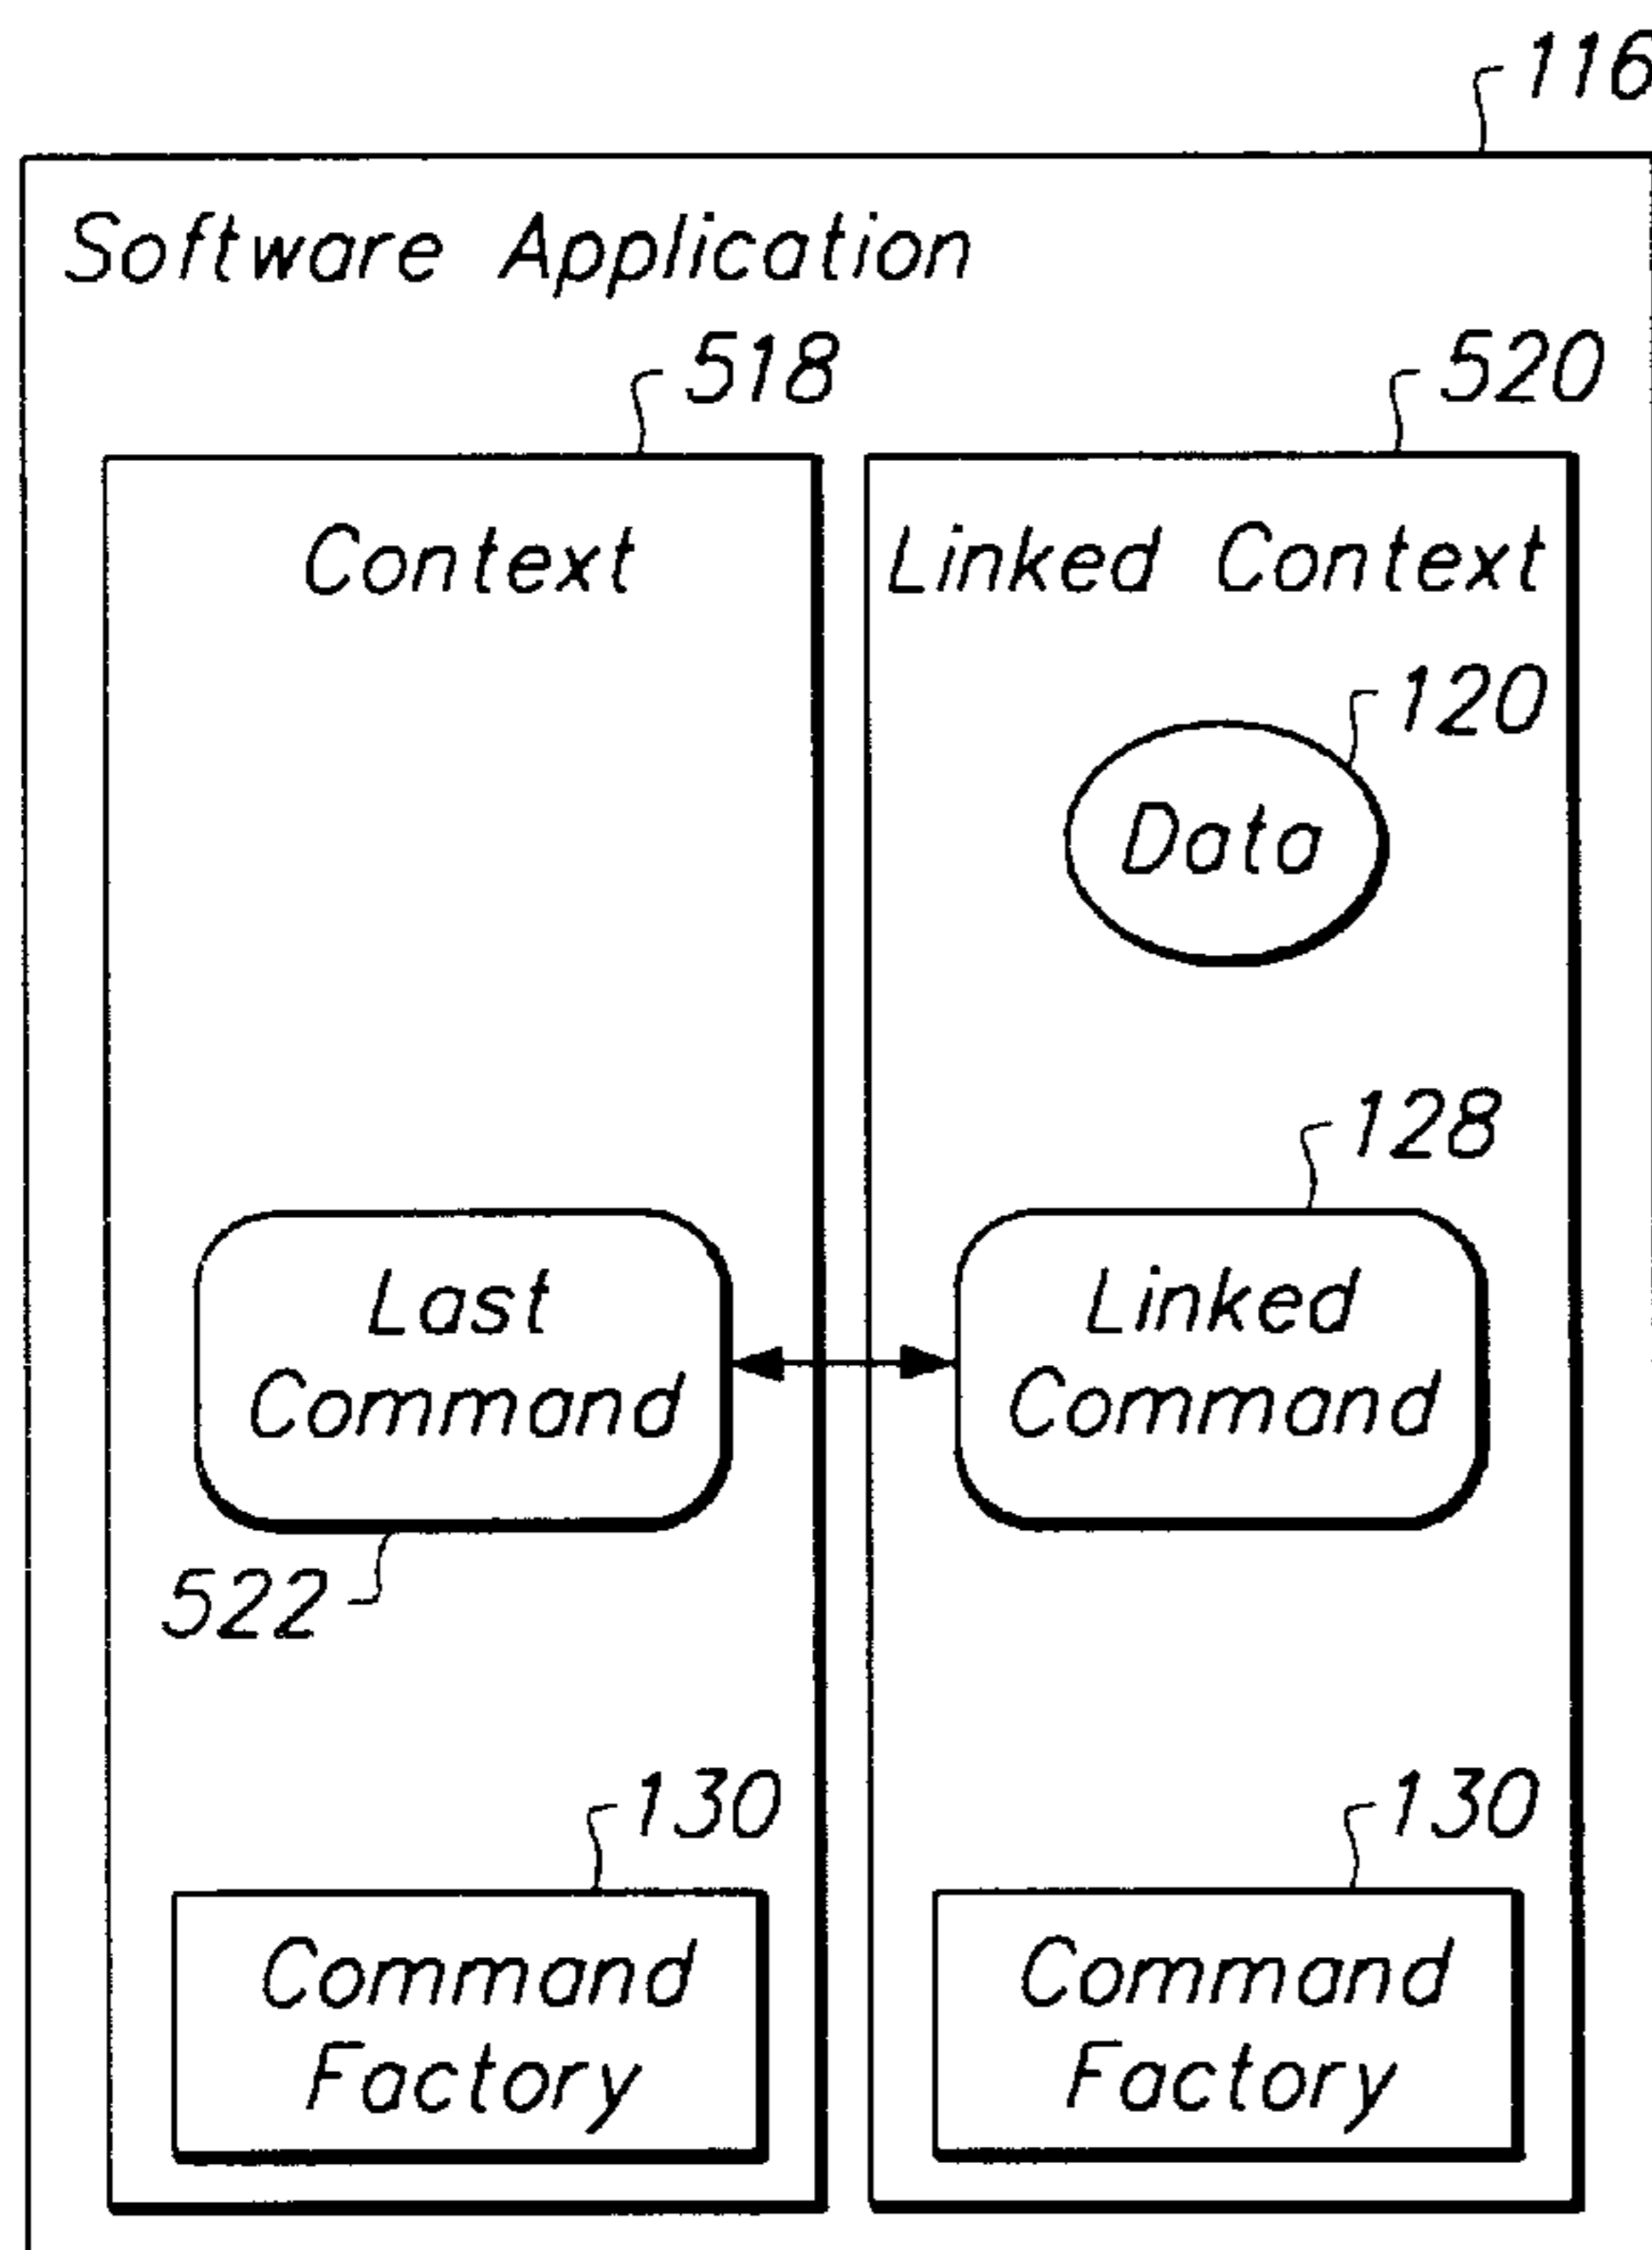 116
Software Application
518
520
Context
Linked Context
120
Data
128
Last
Command
Linked
Command
522
130
130
Command
Factory
Command
Factory